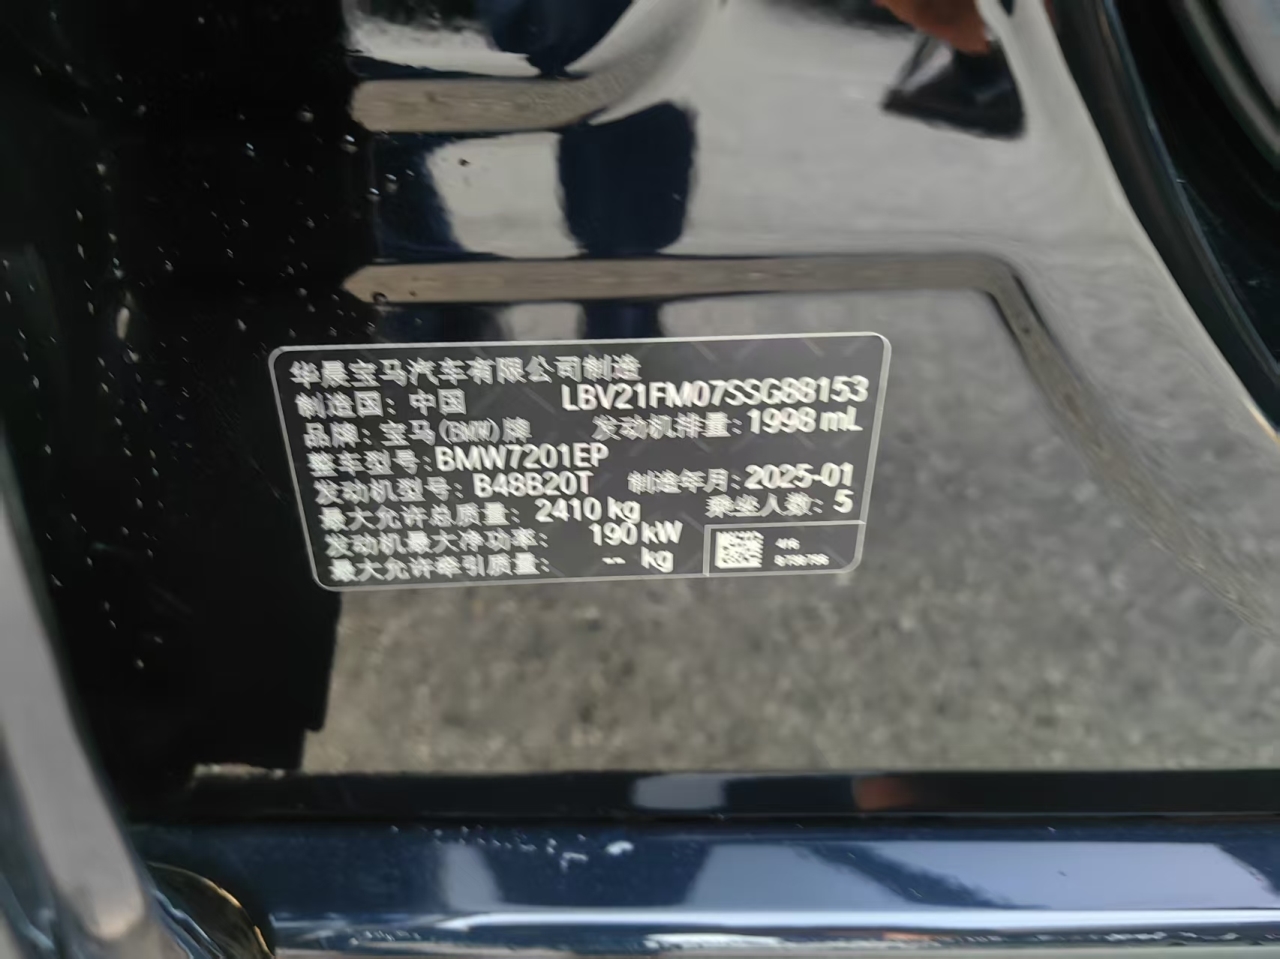 华晨宝马汽车有限公司制造
制造国: 中国 LBV21FM07SSG88153
品牌: 宝马(BMW)牌 发动机排量: 1998 mL
整车型号: BMW7201EP
发动机型号: B48B20T 制造年月: 2025-01
最大允许总质量: 2410 kg 乘坐人数: 5
发动机最大净功率: 190 kW
最大允许牵引质量: -- kg